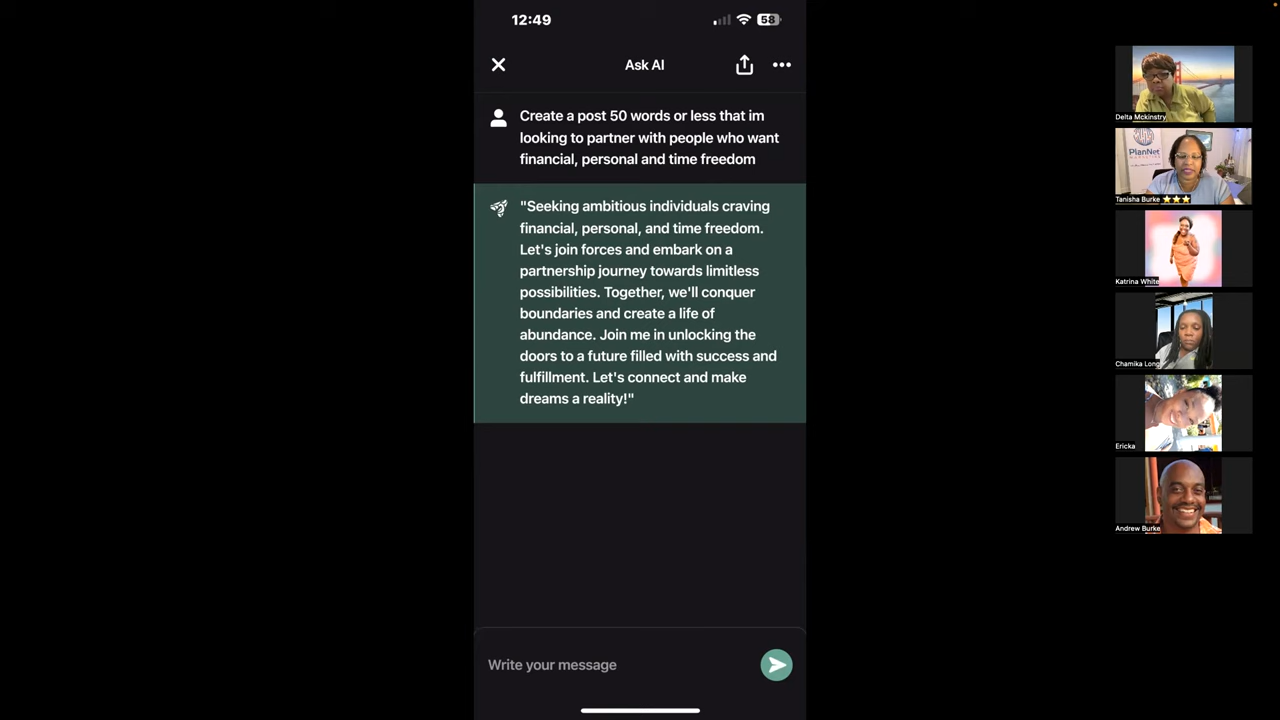 12:49
58
Ask AI
Create a post 50 words or less that im
looking to partner with people who want
financial, personal and time freedom
"Seeking ambitious individuals craving
financial, personal, and time freedom.
Let's join forces and embark on a
partnership journey towards limitless
possibilities. Together, we'll conquer
boundaries and create a life of
abundance. Join me in unlocking the
doors to a future filled with success and
fulfillment. Let's connect and make
dreams a reality!"
Write your message
Delta Mckinstry
PlanNet
Tanisha Burke
Katrina White
Chamika Long
Ericka
Andrew Burke